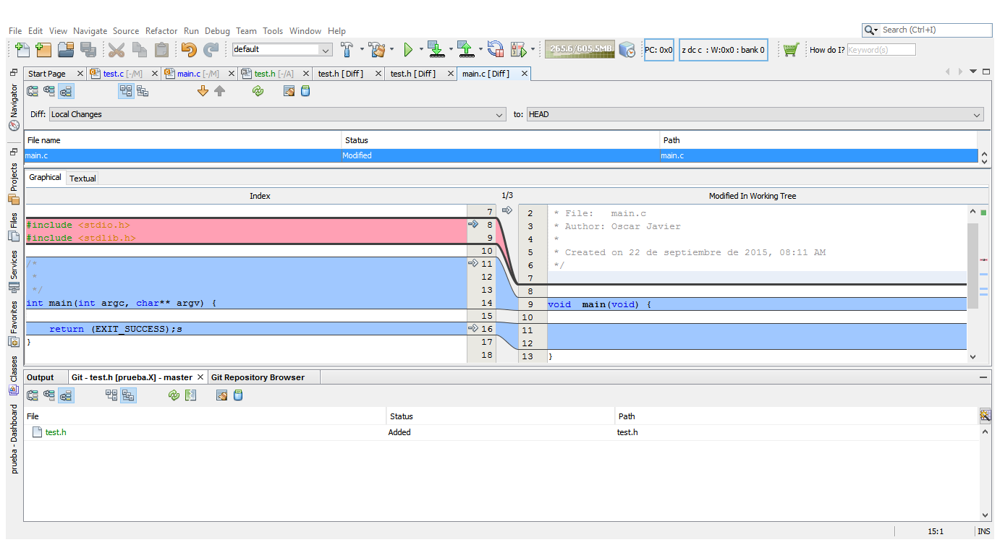 File Edit View Navigate Source Refactor Run Debug Team Tools Window Help
Search (Ctrl+I)
default
265.6/605.5MB
PC: 0x0
z dc c : W:0x0 : bank 0
How do I?
Keyword(s)
Start Page
test.c [-/M]
main.c [-/M]
test.h [-/A]
test.h [Diff]
test.h [Diff]
main.c [Diff]
Navigator
Projects
Files
Services
Favorites
Classes
prueba - Dashboard
Diff: Local Changes
to: HEAD
File name Status Path
main.c Modified main.c
Graphical Textual
Index 1/3 Modified In Working Tree
7
#include <stdio.h> 8
#include <stdlib.h> 9
10
/* 11
* 12
*/ 13
int main(int argc, char** argv) { 14
15
return (EXIT_SUCCESS);s 16
} 17
18
2 * File: main.c
3 * Author: Oscar Javier
4 *
5 * Created on 22 de septiembre de 2015, 08:11 AM
6 */
7
8
9 void main(void) {
10
11
12
13 }
Output
Git - test.h [prueba.X] - master
Git Repository Browser
File Status Path
test.h Added test.h
15:1 INS